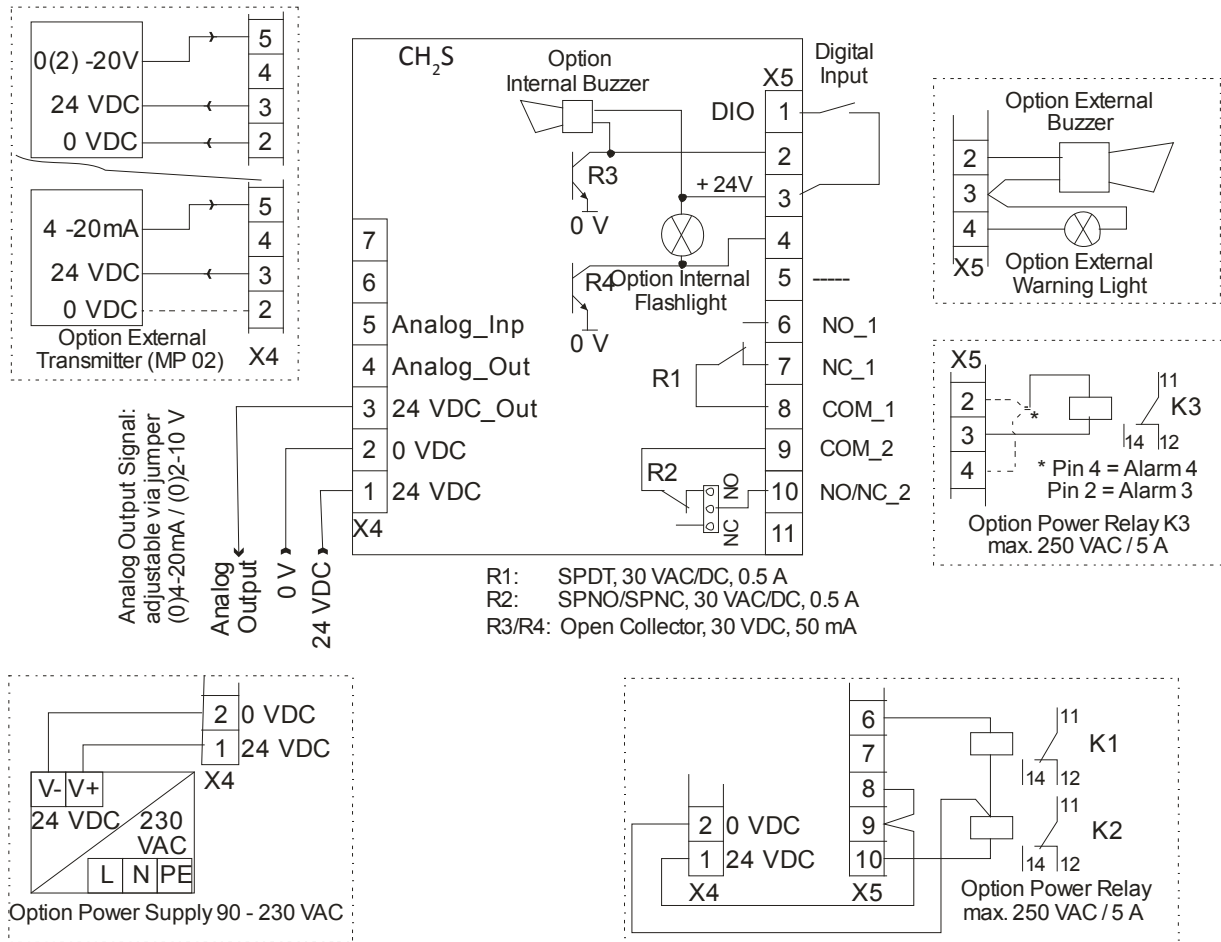 0(2) -20V
24 VDC
0 VDC
5
4
3
2
4 -20mA
24 VDC
0 VDC
5
4
3
2
Option External
Transmitter (MP 02)
X4
CH2S
Option
Internal Buzzer
X5
Digital
Input
DIO
1
2
3
4
5
6
7
8
9
10
11
R3
+ 24V
0 V
R4
Option Internal
Flashlight
0 V
-----
NO_1
NC_1
COM_1
COM_2
NO/NC_2
R1
R2
NO
NC
7
6
5 Analog_Inp
4 Analog_Out
3 24 VDC_Out
2 0 VDC
1 24 VDC
X4
Analog Output Signal:
adjustable via jumper
(0)4-20mA / (0)2-10 V
Analog
Output
0 V
24 VDC
R1: SPDT, 30 VAC/DC, 0.5 A
R2: SPNO/SPNC, 30 VAC/DC, 0.5 A
R3/R4: Open Collector, 30 VDC, 50 mA
Option External
Buzzer
2
3
4
X5
Option External
Warning Light
X5
2
3
4
*
11
K3
14 12
* Pin 4 = Alarm 4
Pin 2 = Alarm 3
Option Power Relay K3
max. 250 VAC / 5 A
2 0 VDC
1 24 VDC
X4
V- V+
24 VDC
230
VAC
L N PE
Option Power Supply 90 - 230 VAC
2 0 VDC
1 24 VDC
X4
6
7
8
9
10
X5
11
K1
14 12
11
K2
14 12
Option Power Relay
max. 250 VAC / 5 A